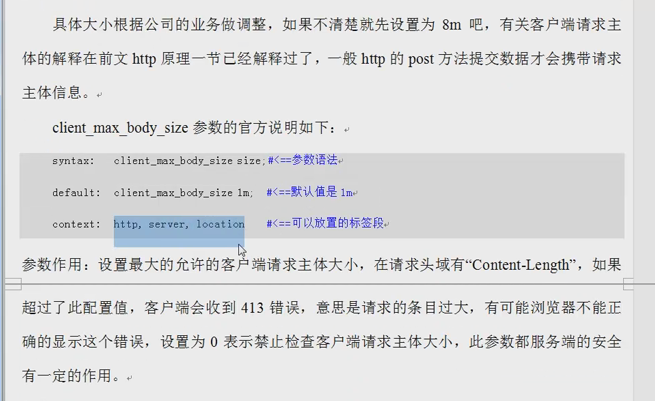 具体大小根据公司的业务做调整，如果不清楚就先设置为 8m 吧，有关客户端请求主
体的解释在前文 http 原理一节已经解释过了，一般 http 的 post 方法提交数据才会携带请求
主体信息。
client_max_body_size 参数的官方说明如下：
syntax: client_max_body_size size;#<==参数语法
default: client_max_body_size 1m; #<==默认值是 1m
context: http, server, location #<==可以放置的标签段
参数作用：设置最大的允许的客户端请求主体大小，在请求头域有“Content-Length”，如果
超过了此配置值，客户端会收到 413 错误，意思是请求的条目过大，有可能浏览器不能正
确的显示这个错误，设置为 0 表示禁止检查客户端请求主体大小，此参数都服务端的安全
有一定的作用。